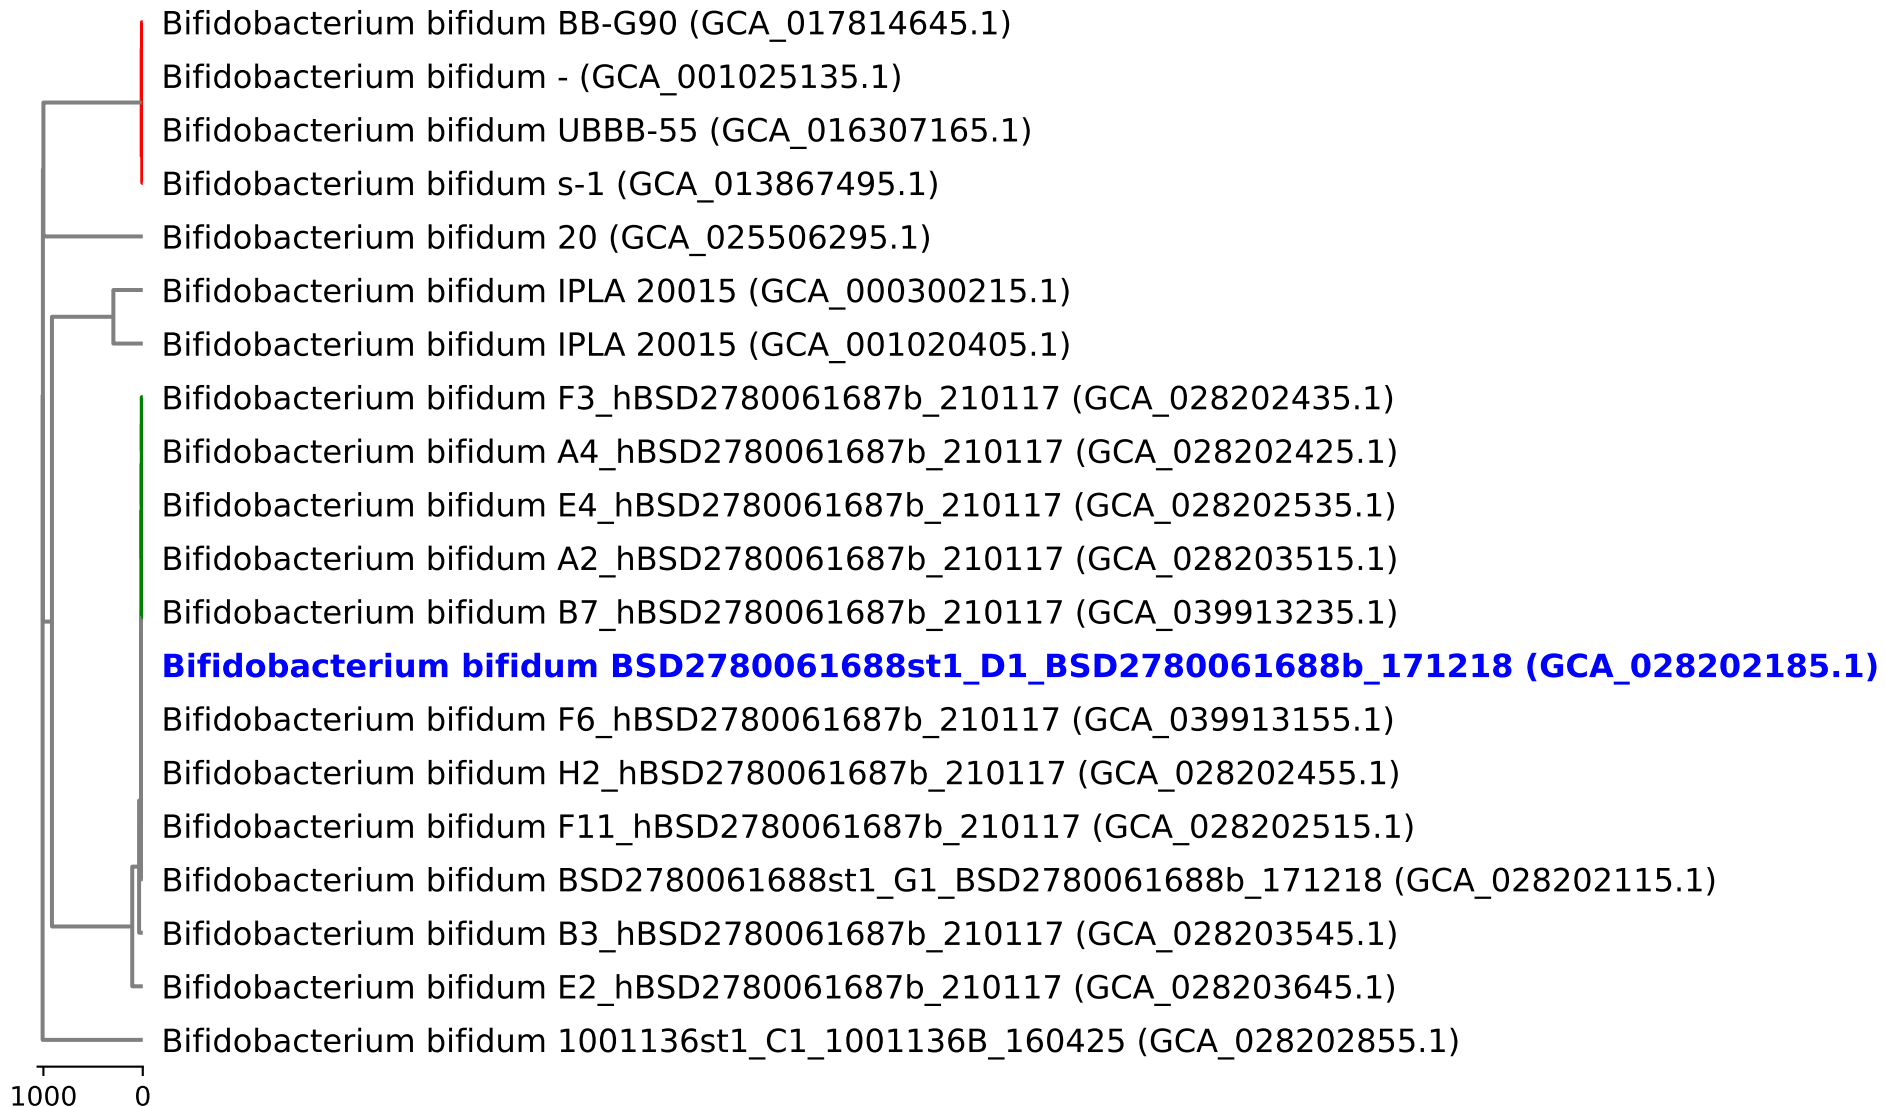 Bifidobacterium bifidum BB-G90 (GCA_017814645.1)
Bifidobacterium bifidum - (GCA_001025135.1)
Bifidobacterium bifidum UBBB-55 (GCA_016307165.1)
Bifidobacterium bifidum s-1 (GCA_013867495.1)
Bifidobacterium bifidum 20 (GCA_025506295.1)
Bifidobacterium bifidum IPLA 20015 (GCA_000300215.1)
Bifidobacterium bifidum IPLA 20015 (GCA_001020405.1)
Bifidobacterium bifidum F3_hBSD2780061687b_210117 (GCA_028202435.1)
Bifidobacterium bifidum A4_hBSD2780061687b_210117 (GCA_028202425.1)
Bifidobacterium bifidum E4_hBSD2780061687b_210117 (GCA_028202535.1)
Bifidobacterium bifidum A2_hBSD2780061687b_210117 (GCA_028203515.1)
Bifidobacterium bifidum B7_hBSD2780061687b_210117 (GCA_039913235.1)
Bifidobacterium bifidum BSD2780061688st1_D1_BSD2780061688b_171218 (GCA_028202185.1)
Bifidobacterium bifidum F6_hBSD2780061687b_210117 (GCA_039913155.1)
Bifidobacterium bifidum H2_hBSD2780061687b_210117 (GCA_028202455.1)
Bifidobacterium bifidum F11_hBSD2780061687b_210117 (GCA_028202515.1)
Bifidobacterium bifidum BSD2780061688st1_G1_BSD2780061688b_171218 (GCA_028202115.1)
Bifidobacterium bifidum B3_hBSD2780061687b_210117 (GCA_028203545.1)
Bifidobacterium bifidum E2_hBSD2780061687b_210117 (GCA_028203645.1)
Bifidobacterium bifidum 1001136st1_C1_1001136B_160425 (GCA_028202855.1)
1000 0